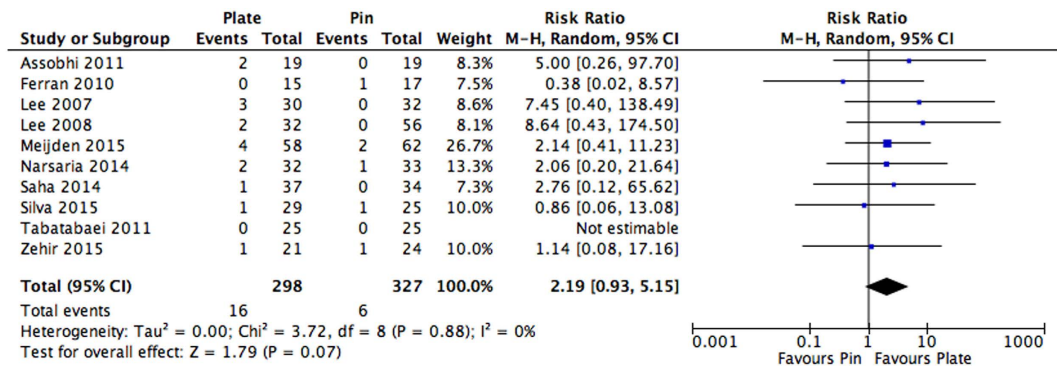 Plate Pin Risk Ratio Risk Ratio
Study or Subgroup Events Total Events Total Weight M-H, Random, 95% CI M-H, Random, 95% CI
Assobhi 2011 2 19 0 19 8.3% 5.00 [0.26, 97.70]
Ferran 2010 0 15 1 17 7.5% 0.38 [0.02, 8.57]
Lee 2007 3 30 0 32 8.6% 7.45 [0.40, 138.49]
Lee 2008 2 32 0 56 8.1% 8.64 [0.43, 174.50]
Meijden 2015 4 58 2 62 26.7% 2.14 [0.41, 11.23]
Narsaria 2014 2 32 1 33 13.3% 2.06 [0.20, 21.64]
Saha 2014 1 37 0 34 7.3% 2.76 [0.12, 65.62]
Silva 2015 1 29 1 25 10.0% 0.86 [0.06, 13.08]
Tabatabaei 2011 0 25 0 25 Not estimable
Zehir 2015 1 21 1 24 10.0% 1.14 [0.08, 17.16]
Total (95% CI) 298 327 100.0% 2.19 [0.93, 5.15]
Total events 16 6
Heterogeneity: Tau² = 0.00; Chi² = 3.72, df = 8 (P = 0.88); I² = 0%
Test for overall effect: Z = 1.79 (P = 0.07)
0.001 0.1 1 10 1000
Favours Pin Favours Plate